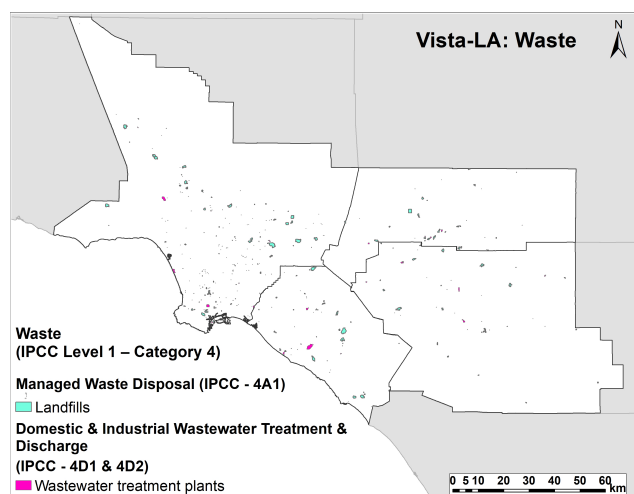 Vista-LA: Waste
N
Waste
(IPCC Level 1 – Category 4)
Managed Waste Disposal (IPCC - 4A1)
Landfills
Domestic & Industrial Wastewater Treatment &
Discharge
(IPCC - 4D1 & 4D2)
Wastewater treatment plants
0 5 10 20 30 40 50 60
km